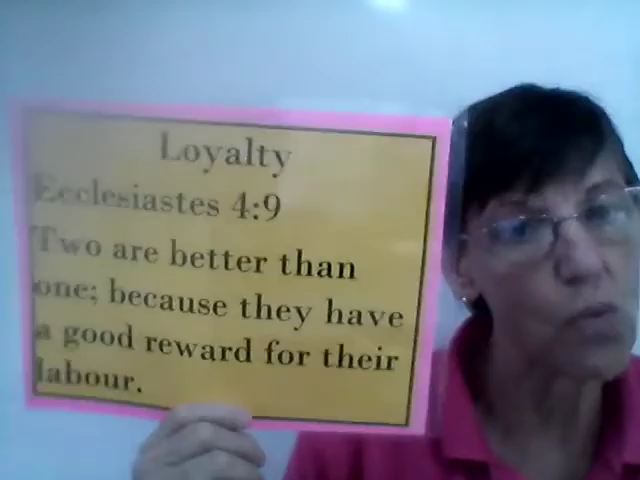 Loyalty
Ecclesiastes 4:9
Two are better than
one; because they have
a good reward for their
labour.